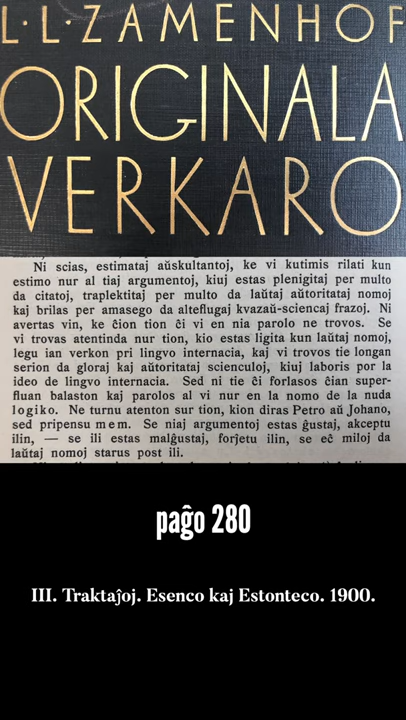 L·L·ZAMENHOF
ORIGINALA
VERKARO
Ni scias, estimataj aŭskultantoj, ke vi kutimis rilati kun
estimo nur al tiaj argumentoj, kiuj estas plenigitaj per multo
da citatoj, traplektitaj per multo da laŭtaj aŭtoritataj nomoj
kaj brilas per amasego da alteflugaj kvazaŭ-sciencaj frazoj. Ni
avertas vin, ke ĉion tion ĉi vi en nia parolo ne trovos. Se
vi trovas atentinda nur tion, kio estas ligita kun laŭtaj nomoj,
legu ian verkon pri lingvo internacia, kaj vi trovos tie longan
serion da gloraj kaj aŭtoritataj scienculoj, kiuj laboris por la
ideo de lingvo internacia. Sed ni tie ĉi forlasos ĉian super-
fluan balaston kaj parolos al vi nur en la nomo de la nuda
logiko. Ne turnu atenton sur tion, kion diras Petro aŭ Johano,
sed pripensu mem. Se niaj argumentoj estas ĝustaj, akceptu
ilin, — se ili estas malĝustaj, forĵetu ilin, se eĉ miloj da
laŭtaj nomoj starus post ili.
paĝo 280
III. Traktaĵoj. Esenco kaj Estonteco. 1900.